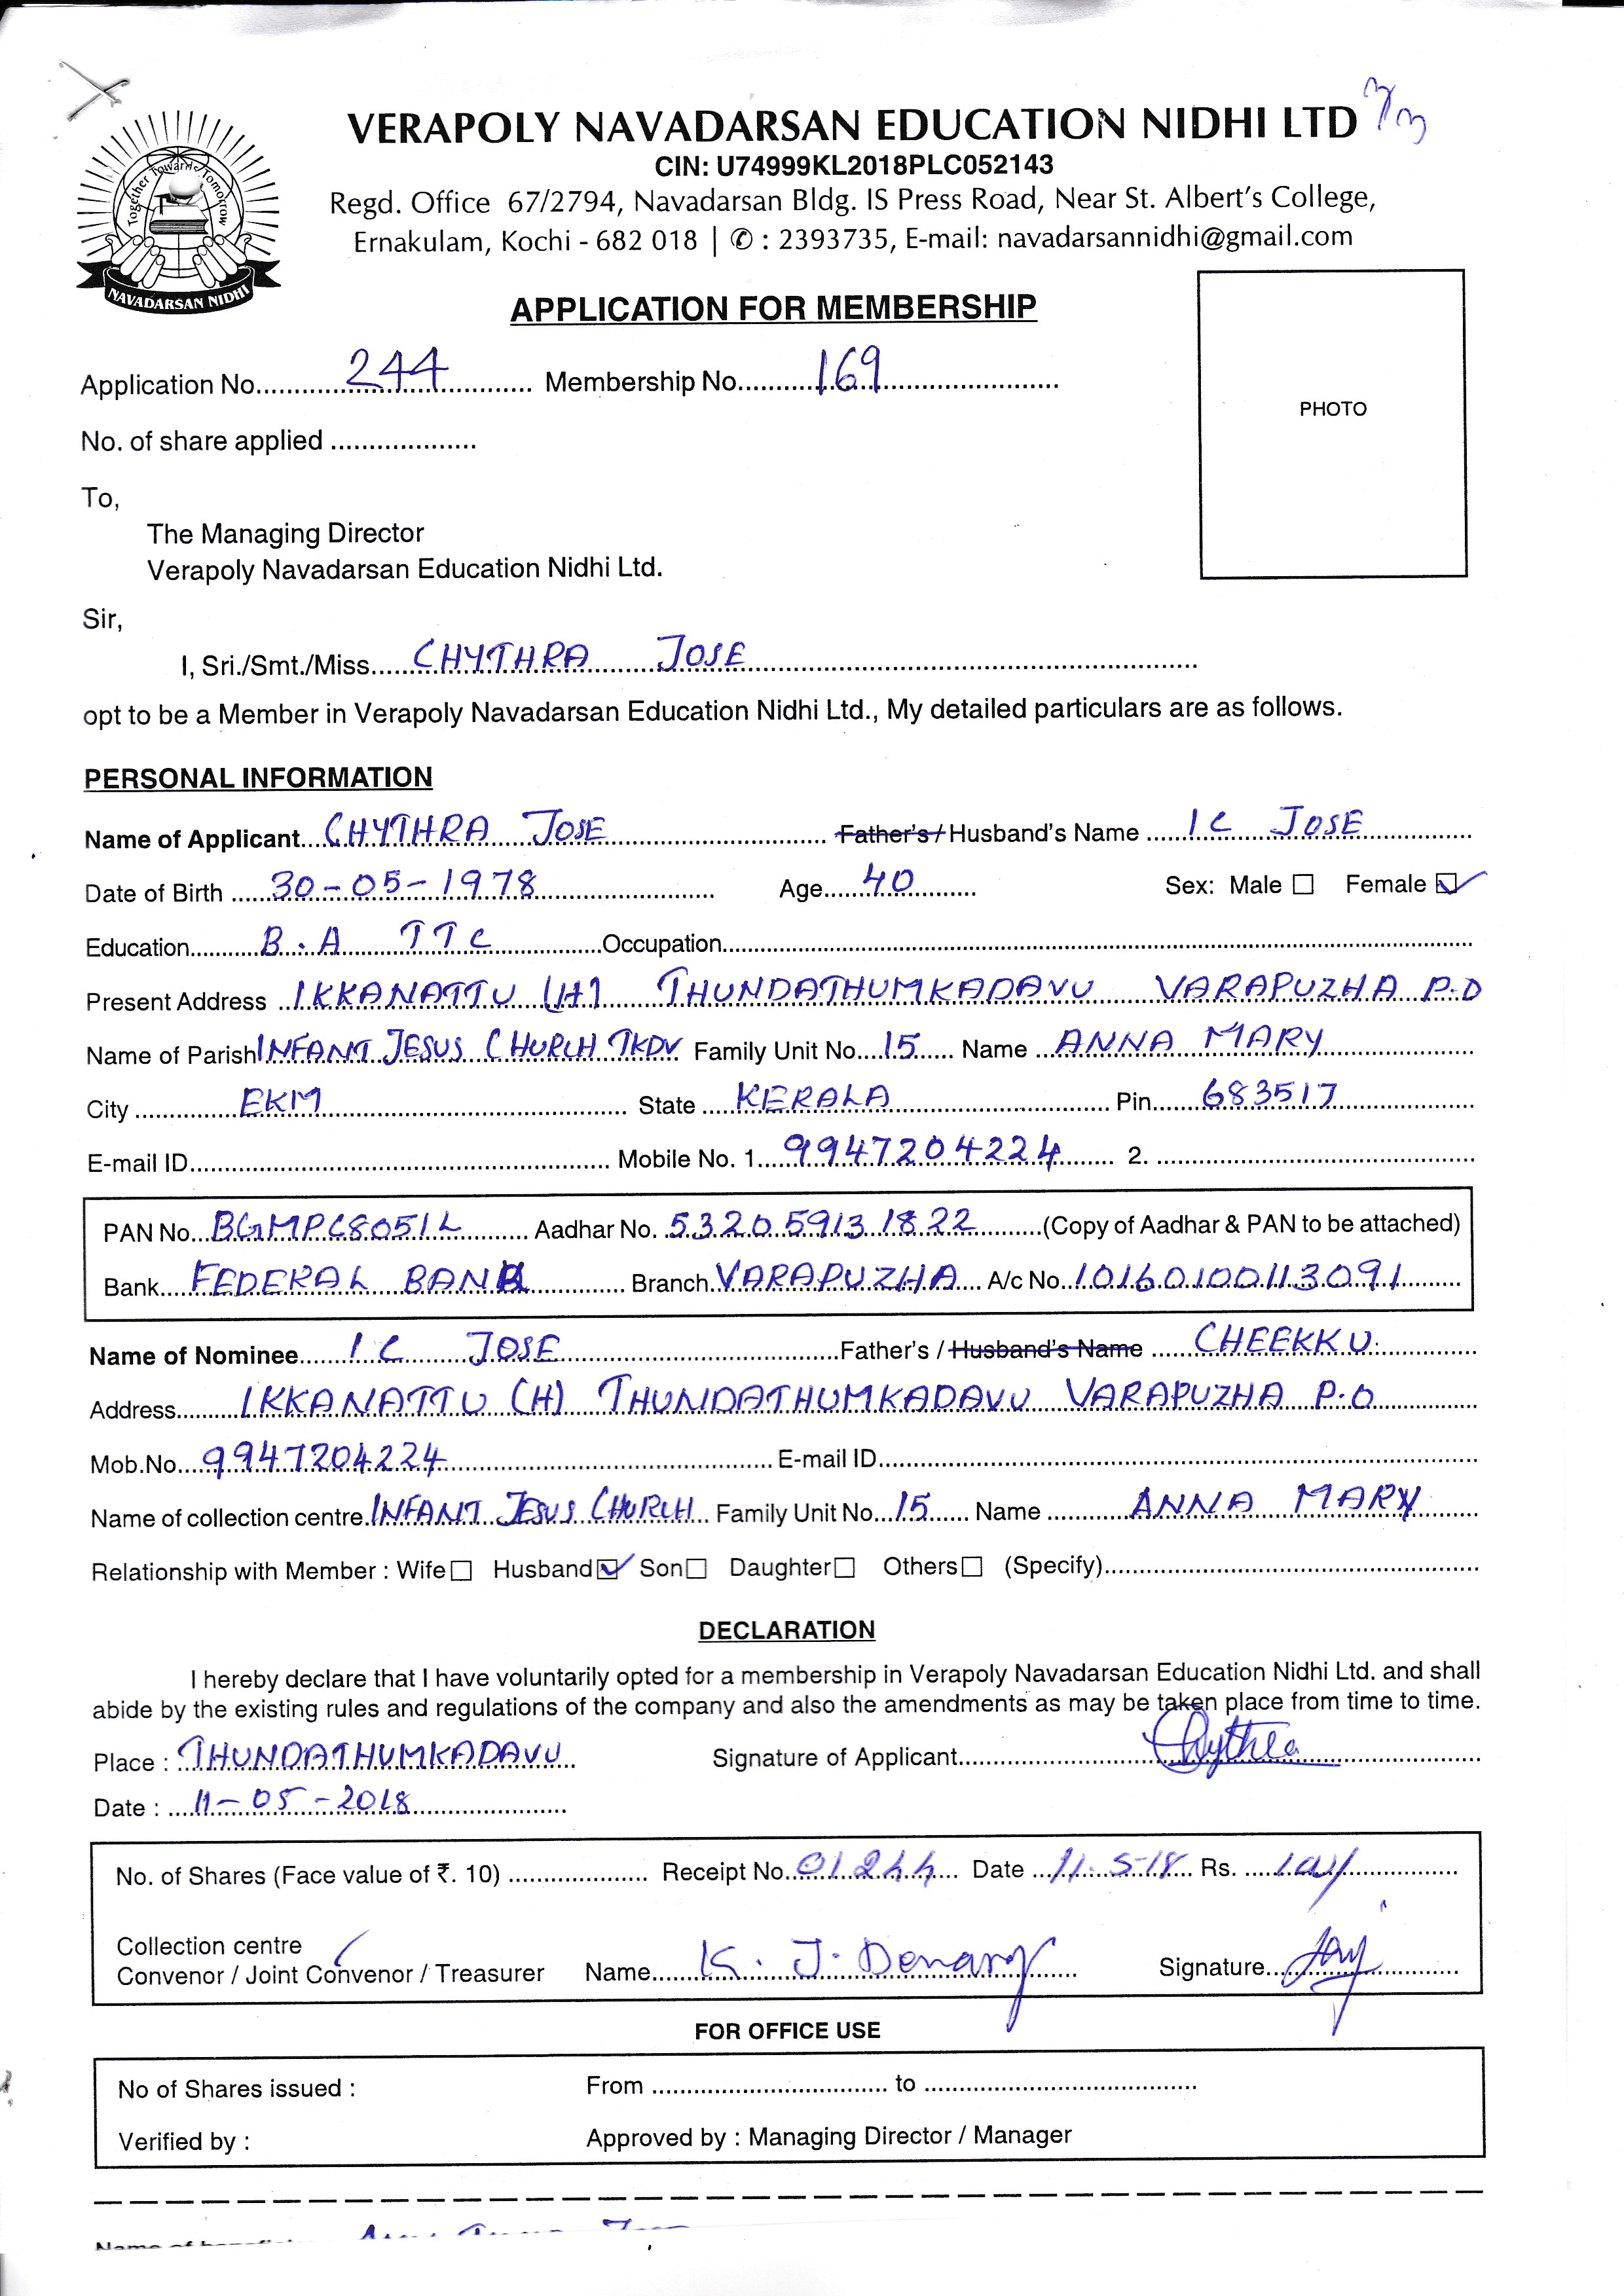 VERAPOLY NAVADARSAN EDUCATION NIDHI LTD
CIN: U74999KL2018PLC052143
Regd. Office 67/2794, Navadarsan Bldg. IS Press Road, Near St. Albert's College,
Ernakulam, Kochi - 682 018 | ✆ : 2393735, E-mail: navadarsannidhi@gmail.com
Together Towards Tomorrow
NAVADARSAN NIDHI
APPLICATION FOR MEMBERSHIP
Application No. 244 Membership No. 169
PHOTO
No. of share applied
To,
The Managing Director
Verapoly Navadarsan Education Nidhi Ltd.
Sir,
I, Sri./Smt./Miss. CHYTHRA JOSE
opt to be a Member in Verapoly Navadarsan Education Nidhi Ltd., My detailed particulars are as follows.
PERSONAL INFORMATION
Name of Applicant CHYTHRA JOSE Father's / Husband's Name I C JOSE
Date of Birth 30-05-1978 Age 40 Sex: Male ☐ Female ☑
Education B.A TTC Occupation
Present Address IKKANATTU (H) THUNDATHUMKADAVU VARAPUZHA P.O
Name of Parish INFANT JESUS CHURCH TKDV Family Unit No. 15 Name ANNA MARY
City EKM State KERALA Pin 683517
E-mail ID Mobile No. 1. 9947204224 2.
PAN No. BGMPC8051L Aadhar No. 532059131822 (Copy of Aadhar & PAN to be attached)
Bank FEDERAL BANK Branch VARAPUZHA A/c No. 10160100113091
Name of Nominee I C JOSE Father's / Husband's Name CHEEKKU
Address IKKANATTU (H) THUNDATHUMKADAVU VARAPUZHA P.O
Mob.No. 9947204224 E-mail ID
Name of collection centre INFANT JESUS CHURCH Family Unit No. 15 Name ANNA MARY
Relationship with Member : Wife ☐ Husband ☑ Son ☐ Daughter ☐ Others ☐ (Specify)
DECLARATION
I hereby declare that I have voluntarily opted for a membership in Verapoly Navadarsan Education Nidhi Ltd. and shall
abide by the existing rules and regulations of the company and also the amendments as may be taken place from time to time.
Place : THUNDATHUMKADAVU Signature of Applicant Chythra
Date : 11-05-2018
No. of Shares (Face value of ₹. 10) Receipt No. 01244 Date 11.5-18 Rs.
Collection centre
Convenor / Joint Convenor / Treasurer Name K. J. Signature
FOR OFFICE USE
No of Shares issued : From to
Verified by : Approved by : Managing Director / Manager